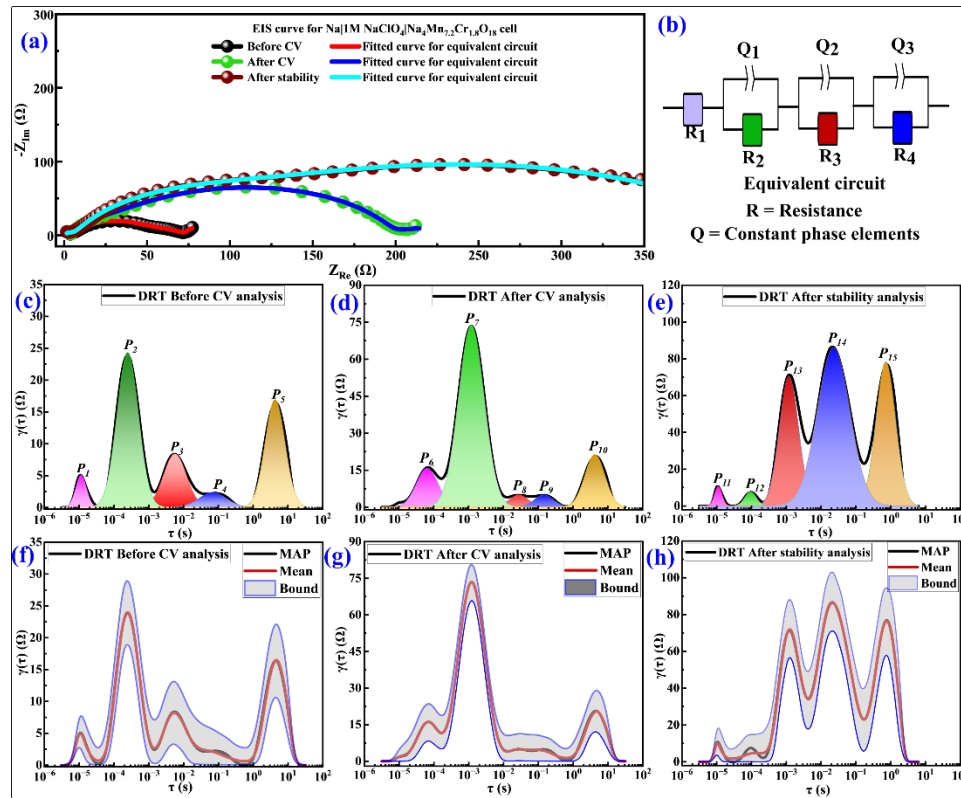 (a)
EIS curve for Na|1M NaClO₄|Na₄Mn₇.₂Cr₁.₈O₁₈ cell
Before CV Fitted curve for equivalent circuit
After CV Fitted curve for equivalent circuit
After stability Fitted curve for equivalent circuit
-Z_Im (Ω)
-300
-200
-100
0
0 50 100 150 200 250 300 350
Z_Re (Ω)
(b)
Q₁ Q₂ Q₃
R₁
R₂ R₃ R₄
Equivalent circuit
R = Resistance
Q = Constant phase elements
(c)
DRT Before CV analysis
γ(τ) (Ω)
35
30
25
20
15
10
5
0
P₁ P₂ P₃ P₄ P₅
10⁻⁶ 10⁻⁵ 10⁻⁴ 10⁻³ 10⁻² 10⁻¹ 10⁰ 10¹ 10²
τ (s)
(d)
DRT After CV analysis
γ(τ) (Ω)
90
75
60
45
30
15
0
P₆ P₇ P₈ P₉ P₁₀
10⁻⁶ 10⁻⁵ 10⁻⁴ 10⁻³ 10⁻² 10⁻¹ 10⁰ 10¹ 10²
τ (s)
(e)
DRT After stability analysis
γ(τ) (Ω)
120
100
80
60
40
20
0
P₁₁ P₁₂ P₁₃ P₁₄ P₁₅
10⁻⁶ 10⁻⁵ 10⁻⁴ 10⁻³ 10⁻² 10⁻¹ 10⁰ 10¹ 10²
τ (s)
(f)
DRT Before CV analysis
MAP
Mean
Bound
γ(τ) (Ω)
35
30
25
20
15
10
5
0
10⁻⁶ 10⁻⁵ 10⁻⁴ 10⁻³ 10⁻² 10⁻¹ 10⁰ 10¹ 10²
τ (s)
(g)
DRT After CV analysis
MAP
Mean
Bound
γ(τ) (Ω)
90
75
60
45
30
15
0
10⁻⁶ 10⁻⁵ 10⁻⁴ 10⁻³ 10⁻² 10⁻¹ 10⁰ 10¹ 10²
τ (s)
(h)
DRT After stability analysis
MAP
Mean
Bound
γ(τ) (Ω)
120
100
80
60
40
20
0
10⁻⁶ 10⁻⁵ 10⁻⁴ 10⁻³ 10⁻² 10⁻¹ 10⁰ 10¹ 10²
τ (s)